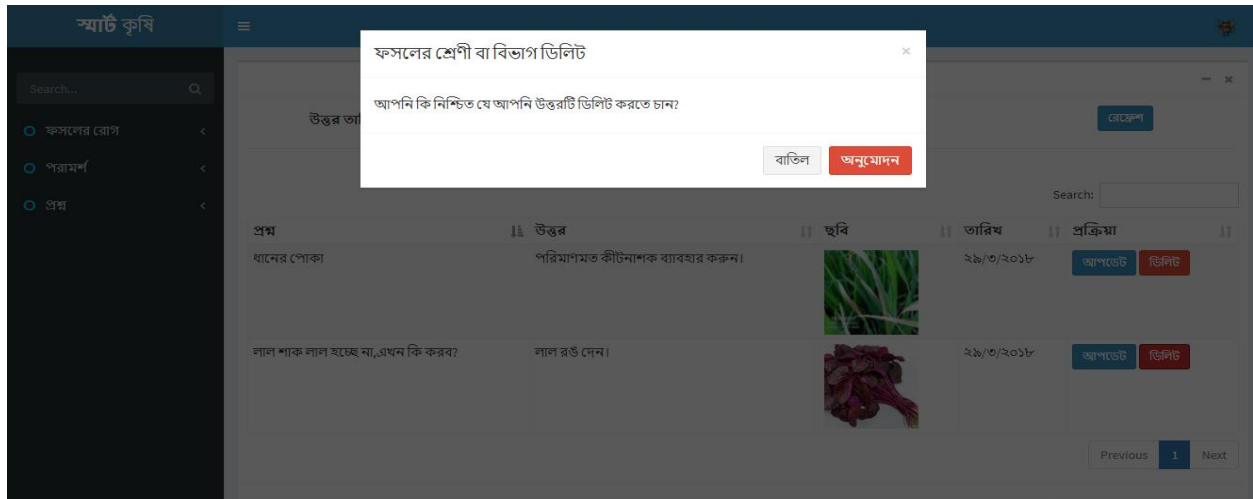 স্মার্ট কৃষি
ফসলের শ্রেণী বা বিভাগ ডিলিট
×
আপনি কি নিশ্চিত যে আপনি উত্তরটি ডিলিট করতে চান?
বাতিল অনুমোদন
Search...
উত্তর তা
রেফ্রেশ
ফসলের রোগ
পরামর্শ
প্রশ্ন
Search:
প্রশ্ন উত্তর ছবি তারিখ প্রক্রিয়া
ধানের পোকা পরিমাণমত কীটনাশক ব্যাবহার করুন। ২৯/৩/২০১৮ আপডেট ডিলিট
লাল শাক লাল হচ্ছে না,এখন কি করব? লাল রঙ দেন। ২৯/৩/২০১৮ আপডেট ডিলিট
Previous 1 Next